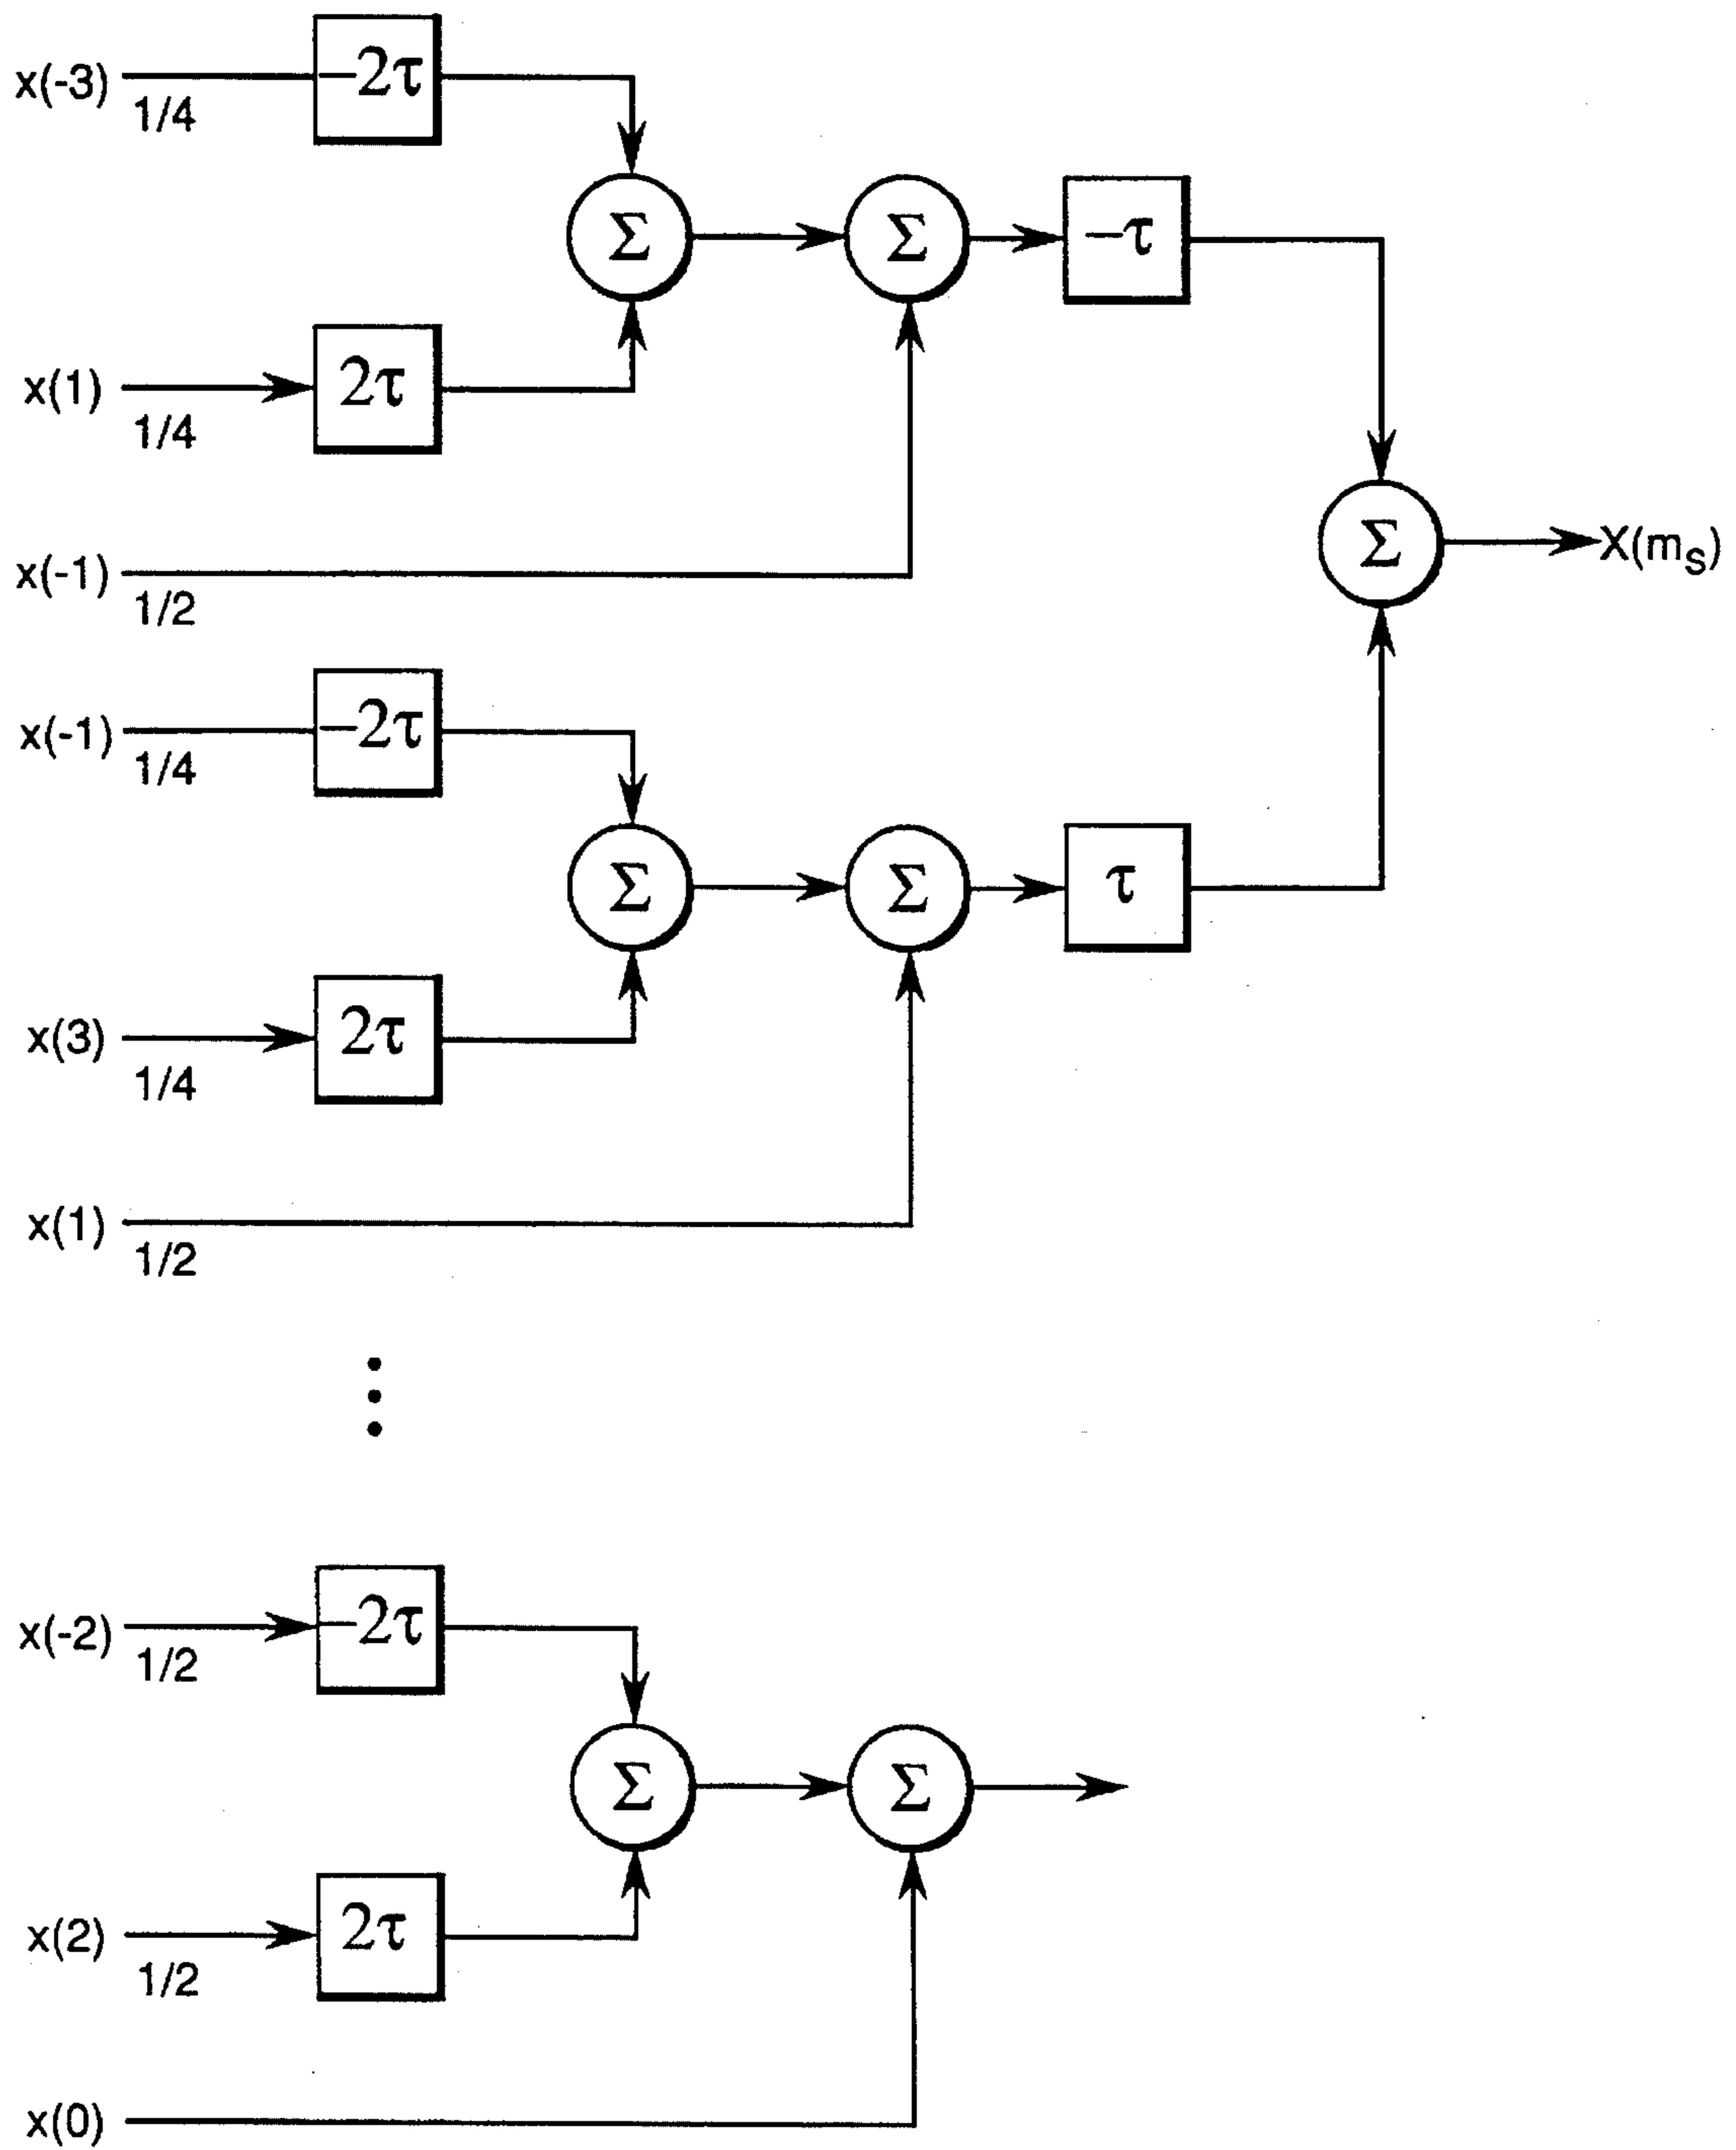 x(-3)
1/4
−2τ
Σ
Σ
−τ
x(1)
1/4
2τ
x(-1)
1/2
Σ
X(mS)
x(-1)
1/4
−2τ
Σ
Σ
τ
x(3)
1/4
2τ
x(1)
1/2
x(-2)
1/2
−2τ
Σ
Σ
x(2)
1/2
2τ
x(0)